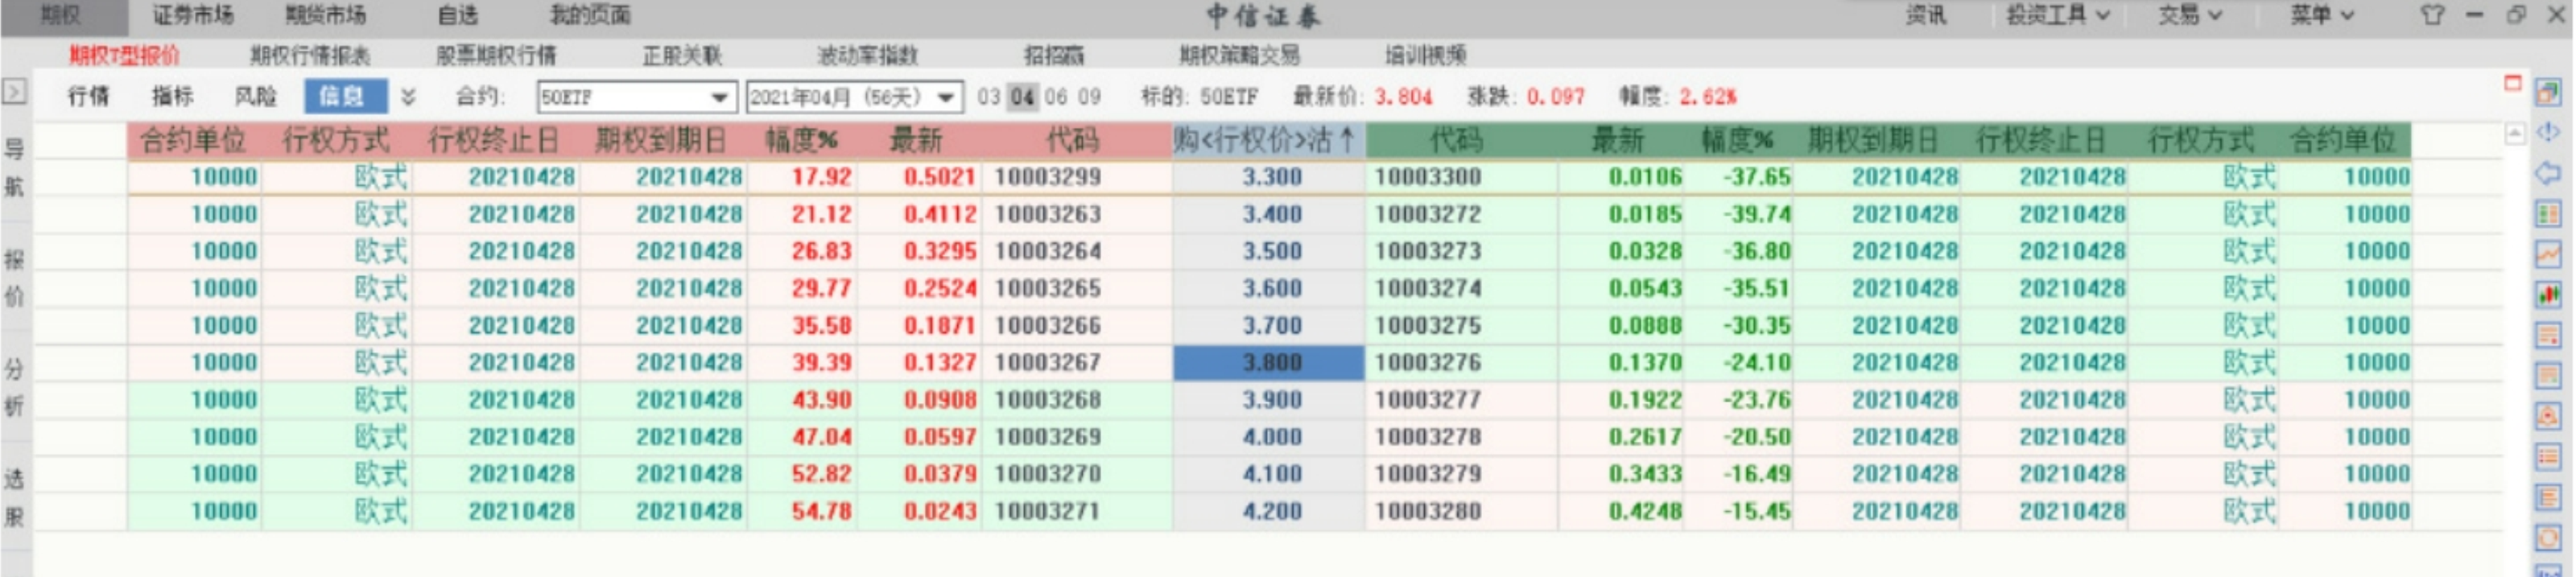 期权 证券市场 期货市场 自选 我的页面 中信证券 资讯 投资工具 交易 菜单
期权T型报价 期权行情报表 股票期权行情 正股关联 波动率指数 招招赢 期权策略交易 培训视频
行情 指标 风险 信息 合约: 50ETF 2021年04月 (56天) 03 04 06 09 标的: 50ETF 最新价: 3.804 涨跌: 0.097 幅度: 2.62%
合约单位 行权方式 行权终止日 期权到期日 幅度% 最新 代码 购<行权价>沽↑ 代码 最新 幅度% 期权到期日 行权终止日 行权方式 合约单位
10000 欧式 20210428 20210428 17.92 0.5021 10003299 3.300 10003300 0.0106 -37.65 20210428 20210428 欧式 10000
10000 欧式 20210428 20210428 21.12 0.4112 10003263 3.400 10003272 0.0185 -39.74 20210428 20210428 欧式 10000
10000 欧式 20210428 20210428 26.83 0.3295 10003264 3.500 10003273 0.0328 -36.80 20210428 20210428 欧式 10000
10000 欧式 20210428 20210428 29.77 0.2524 10003265 3.600 10003274 0.0543 -35.51 20210428 20210428 欧式 10000
10000 欧式 20210428 20210428 35.58 0.1871 10003266 3.700 10003275 0.0888 -30.35 20210428 20210428 欧式 10000
10000 欧式 20210428 20210428 39.39 0.1327 10003267 3.800 10003276 0.1370 -24.10 20210428 20210428 欧式 10000
10000 欧式 20210428 20210428 43.90 0.0908 10003268 3.900 10003277 0.1922 -23.76 20210428 20210428 欧式 10000
10000 欧式 20210428 20210428 47.04 0.0597 10003269 4.000 10003278 0.2617 -20.50 20210428 20210428 欧式 10000
10000 欧式 20210428 20210428 52.82 0.0379 10003270 4.100 10003279 0.3433 -16.49 20210428 20210428 欧式 10000
10000 欧式 20210428 20210428 54.78 0.0243 10003271 4.200 10003280 0.4248 -15.45 20210428 20210428 欧式 10000
导航
报价
分析
选股